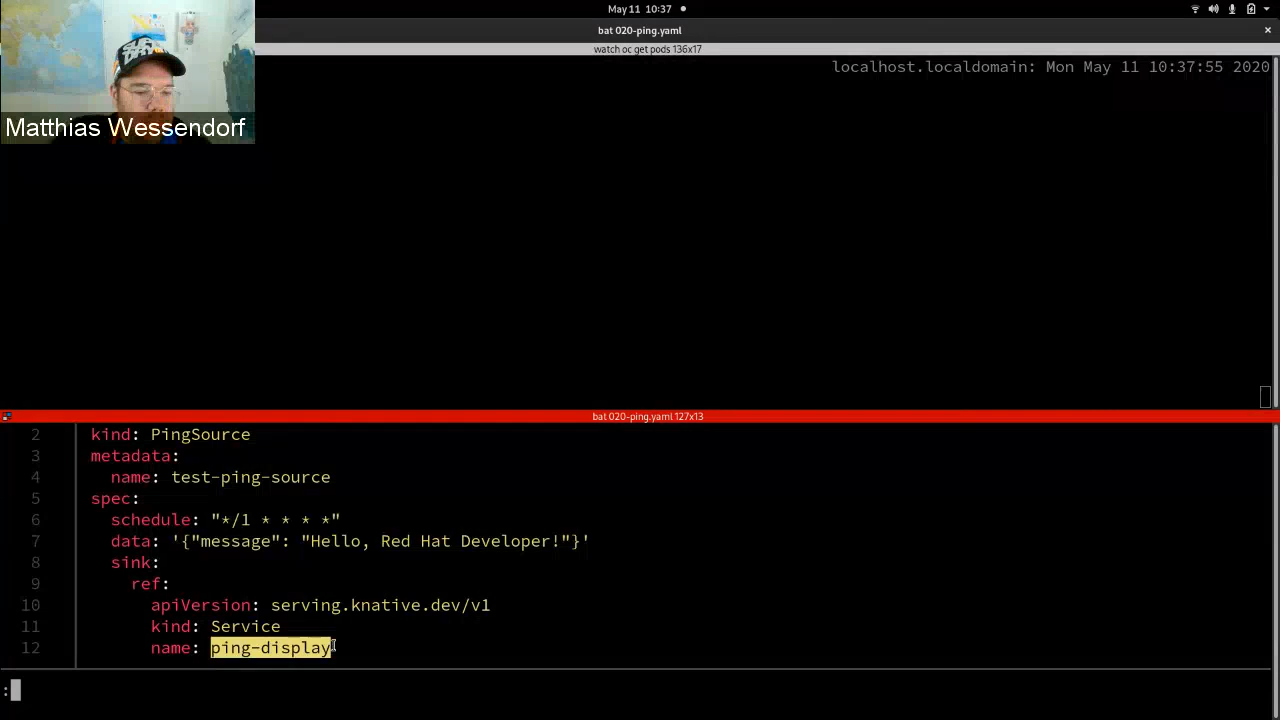 May 11 10:37
bat 020-ping.yaml
watch oc get pods 136x17
localhost.localdomain: Mon May 11 10:37:55 2020
Matthias Wessendorf
bat 020-ping.yaml 127x13
2 kind: PingSource
3 metadata:
4 name: test-ping-source
5 spec:
6 schedule: "*/1 * * * *"
7 data: '{"message": "Hello, Red Hat Developer!"}'
8 sink:
9 ref:
10 apiVersion: serving.knative.dev/v1
11 kind: Service
12 name: ping-display
: